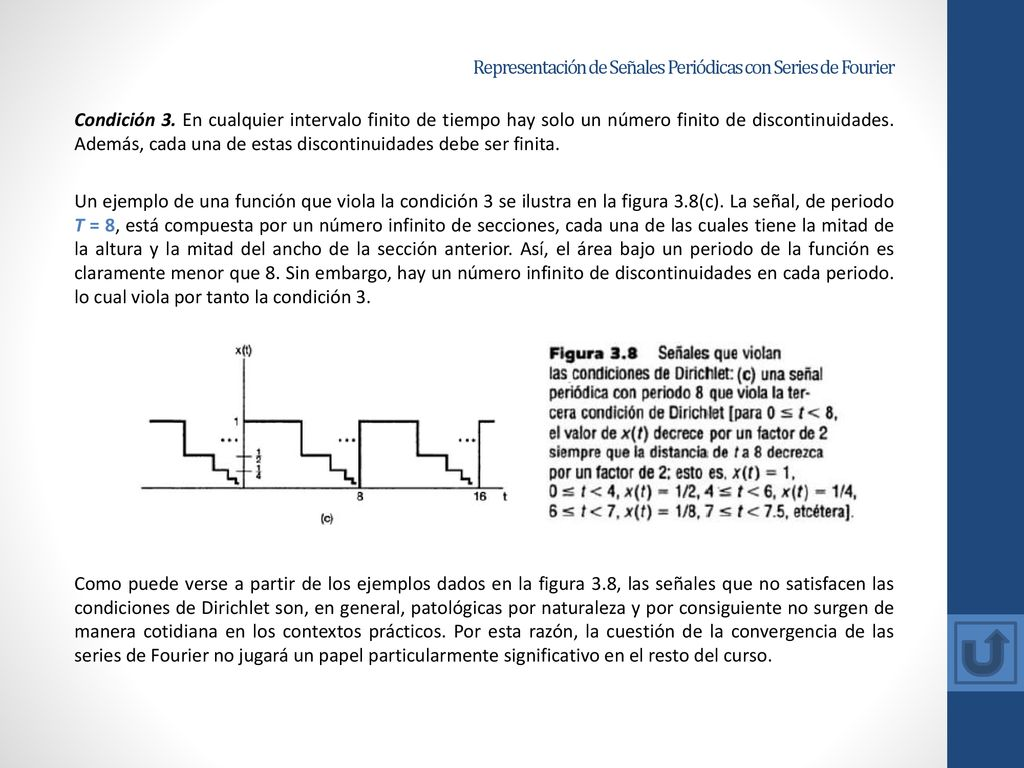 Representación de Señales Periódicas con Series de Fourier
Condición 3. En cualquier intervalo finito de tiempo hay solo un número finito de discontinuidades.
Además, cada una de estas discontinuidades debe ser finita.
Un ejemplo de una función que viola la condición 3 se ilustra en la figura 3.8(c). La señal, de periodo
T = 8, está compuesta por un número infinito de secciones, cada una de las cuales tiene la mitad de
la altura y la mitad del ancho de la sección anterior. Así, el área bajo un periodo de la función es
claramente menor que 8. Sin embargo, hay un número infinito de discontinuidades en cada periodo.
lo cual viola por tanto la condición 3.
x(t)
1
1/2
1/4
8
16
t
(c)
Figura 3.8 Señales que violan
las condiciones de Dirichlet: (c) una señal
periódica con periodo 8 que viola la ter-
cera condición de Dirichlet [para 0 ≤ t < 8,
el valor de x(t) decrece por un factor de 2
siempre que la distancia de t a 8 decrezca
por un factor de 2; esto es, x(t) = 1,
0 ≤ t < 4, x(t) = 1/2, 4 ≤ t < 6, x(t) = 1/4,
6 ≤ t < 7, x(t) = 1/8, 7 ≤ t < 7.5, etcétera].
Como puede verse a partir de los ejemplos dados en la figura 3.8, las señales que no satisfacen las
condiciones de Dirichlet son, en general, patológicas por naturaleza y por consiguiente no surgen de
manera cotidiana en los contextos prácticos. Por esta razón, la cuestión de la convergencia de las
series de Fourier no jugará un papel particularmente significativo en el resto del curso.